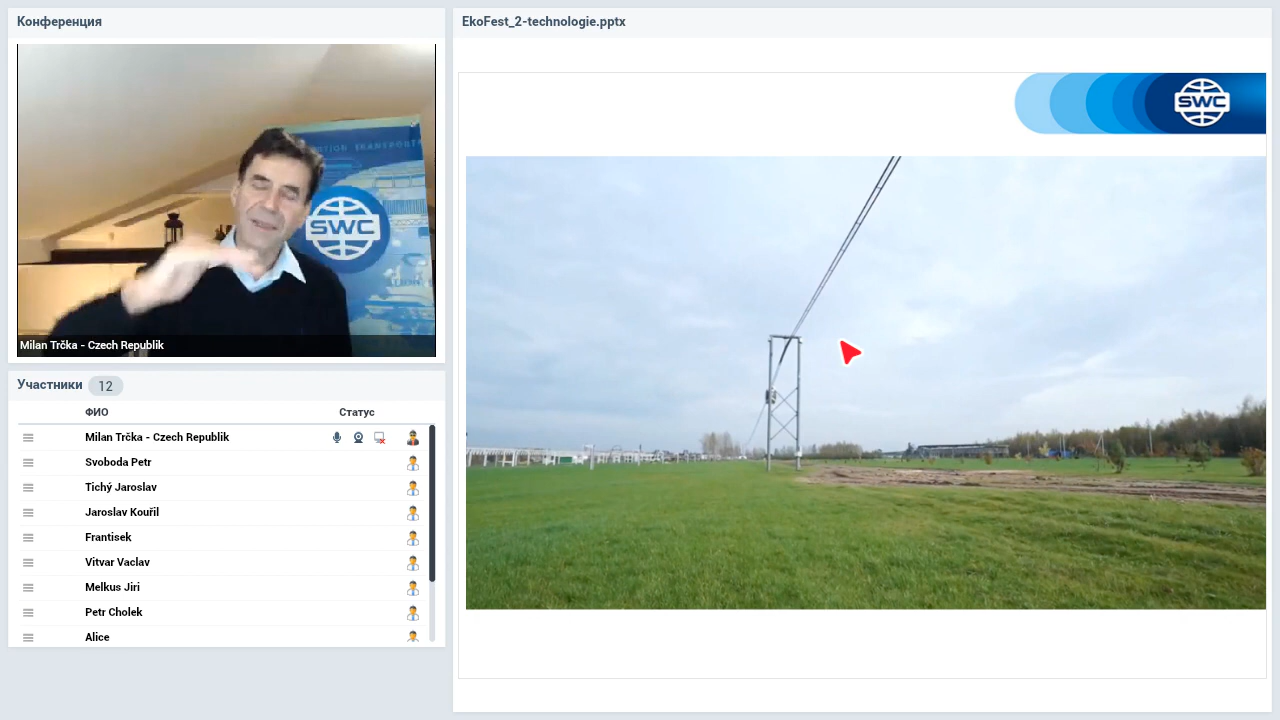 Конференция
SWC
Milan Trčka - Czech Republik
Участники 12
ФИО Статус
Milan Trčka - Czech Republik
Svoboda Petr
Tichý Jaroslav
Jaroslav Kouřil
Frantisek
Vitvar Vaclav
Melkus Jiri
Petr Cholek
Alice
EkoFest_2-technologie.pptx
SWC